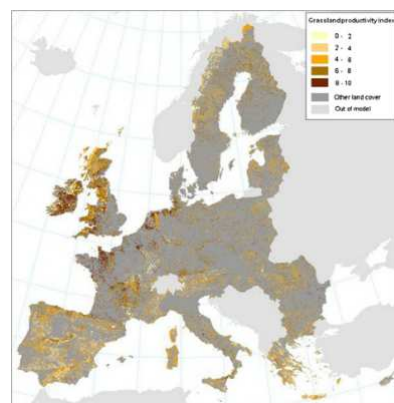 Grassland productivity index
0 - 2
2 - 4
4 - 6
6 - 8
8 - 10
Other land cover
Out of model